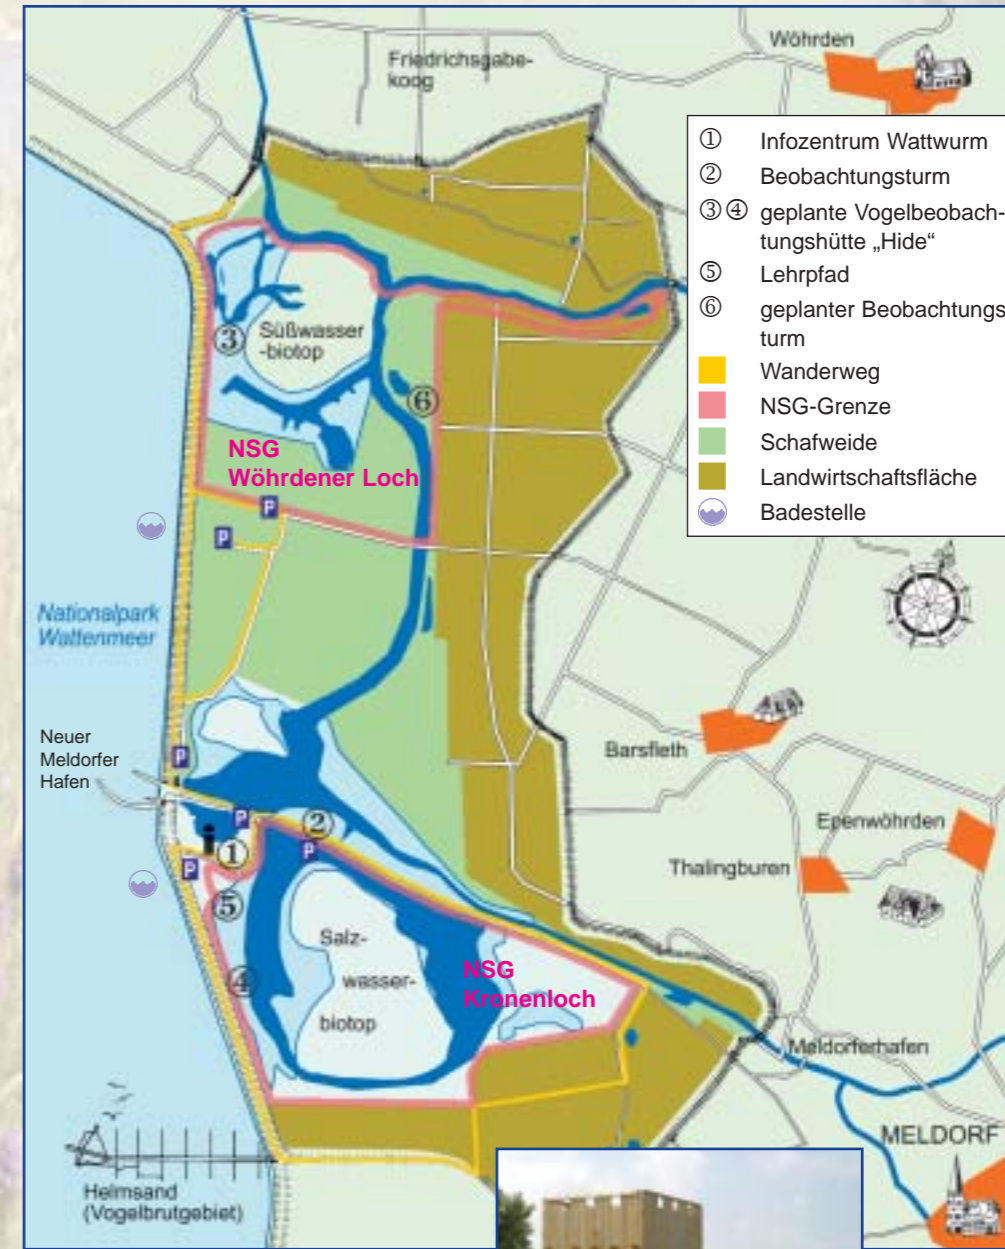 Friedrichsgabe-
koog
Wöhrden
① Infozentrum Wattwurm
② Beobachtungsturm
③④ geplante Vogelbeobach-
tungshütte „Hide“
⑤ Lehrpfad
⑥ geplanter Beobachtungs
turm
Wanderweg
NSG-Grenze
Schafweide
Landwirtschaftsfläche
Badestelle
③
Süßwasser
-biotop
⑥
NSG
Wöhrdener Loch
P
P
Nationalpark
Wattenmeer
Neuer
Meldorfer
Hafen
P
Barsfleth
Epenwöhrden
Thalingburen
P
②
①
P
P
⑤
④
Salz-
wasser-
biotop
NSG
Kronenloch
Meldorferhafen
MELDORF
Helmsand
(Vogelbrutgebiet)